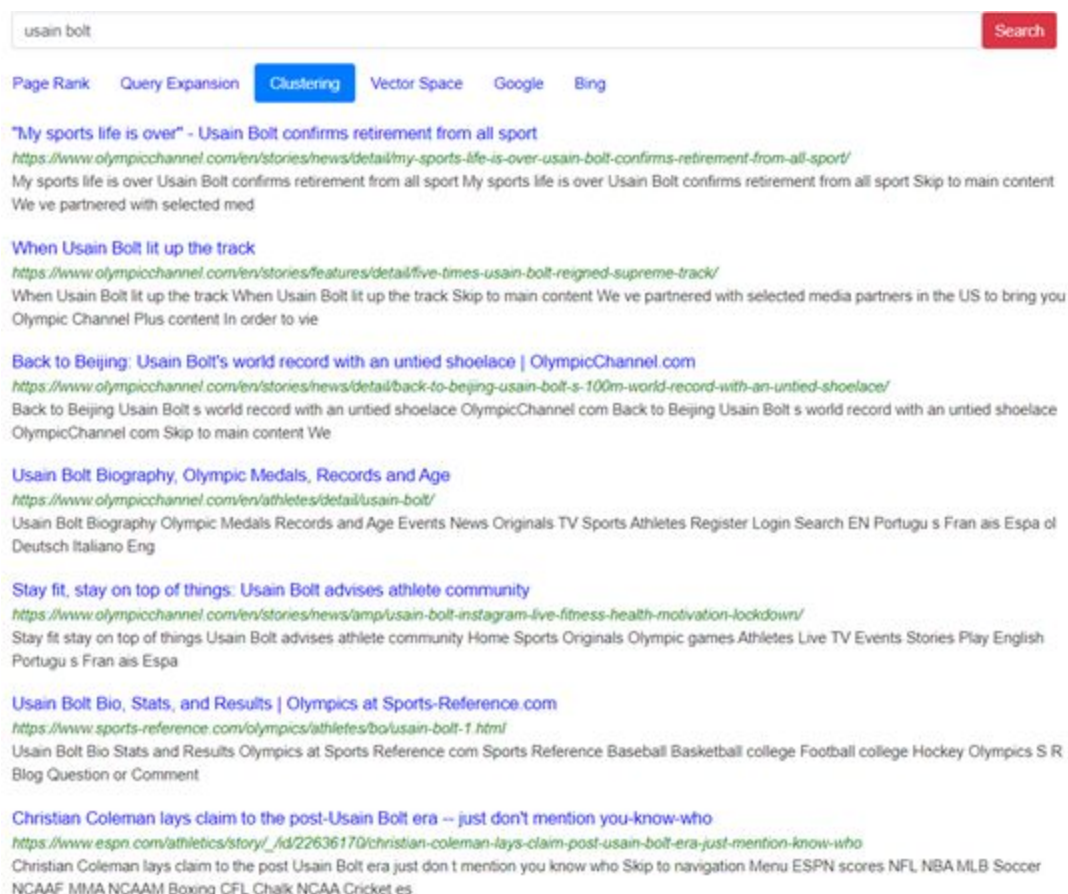 usain bolt
Search
Page Rank Query Expansion Clustering Vector Space Google Bing
"My sports life is over" - Usain Bolt confirms retirement from all sport
https://www.olympicchannel.com/en/stories/news/detail/my-sports-life-is-over-usain-bolt-confirms-retirement-from-all-sport/
My sports life is over Usain Bolt confirms retirement from all sport My sports life is over Usain Bolt confirms retirement from all sport Skip to main content
We ve partnered with selected med
When Usain Bolt lit up the track
https://www.olympicchannel.com/en/stories/features/detail/five-times-usain-bolt-reigned-supreme-track/
When Usain Bolt lit up the track When Usain Bolt lit up the track Skip to main content We ve partnered with selected media partners in the US to bring you
Olympic Channel Plus content In order to vie
Back to Beijing: Usain Bolt's world record with an untied shoelace | OlympicChannel.com
https://www.olympicchannel.com/en/stories/news/detail/back-to-beijing-usain-bolt-s-100m-world-record-with-an-untied-shoelace/
Back to Beijing Usain Bolt s world record with an untied shoelace OlympicChannel com Back to Beijing Usain Bolt s world record with an untied shoelace
OlympicChannel com Skip to main content We
Usain Bolt Biography, Olympic Medals, Records and Age
https://www.olympicchannel.com/en/athletes/detail/usain-bolt/
Usain Bolt Biography Olympic Medals Records and Age Events News Originals TV Sports Athletes Register Login Search EN Portugu s Fran ais Espa ol
Deutsch Italiano Eng
Stay fit, stay on top of things: Usain Bolt advises athlete community
https://www.olympicchannel.com/en/stories/news/amp/usain-bolt-instagram-live-fitness-health-motivation-lockdown/
Stay fit stay on top of things Usain Bolt advises athlete community Home Sports Originals Olympic games Athletes Live TV Events Stories Play English
Portugu s Fran ais Espa
Usain Bolt Bio, Stats, and Results | Olympics at Sports-Reference.com
https://www.sports-reference.com/olympics/athletes/bo/usain-bolt-1.html
Usain Bolt Bio Stats and Results Olympics at Sports Reference com Sports Reference Baseball Basketball college Football college Hockey Olympics S R
Blog Question or Comment
Christian Coleman lays claim to the post-Usain Bolt era -- just don't mention you-know-who
https://www.espn.com/athletics/story/_/id/22636170/christian-coleman-lays-claim-post-usain-bolt-era-just-mention-know-who
Christian Coleman lays claim to the post Usain Bolt era just don t mention you know who Skip to navigation Menu ESPN scores NFL NBA MLB Soccer
NCAAF MMA NCAAM Boxing CFL Chalk NCAA Cricket es